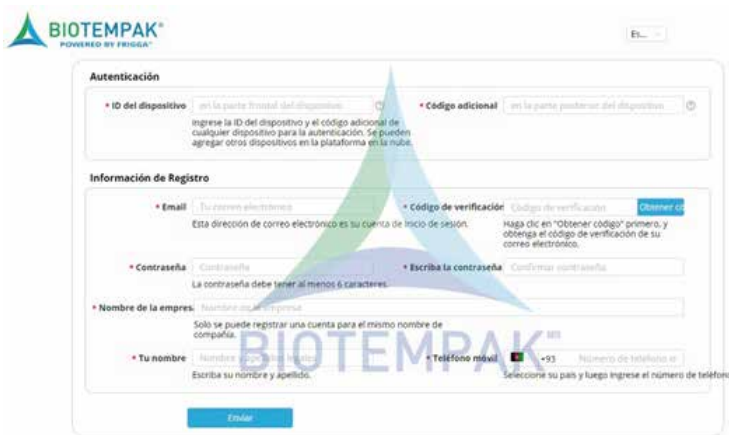 BIOTEMPAK®
POWERED BY FRIGGA™
Es...
Autenticación
* ID del dispositivo en la parte frontal del dispositivo
* Código adicional en la parte posterior del dispositivo
Ingrese la ID del dispositivo y el código adicional de
cualquier dispositivo para la autenticación. Se pueden
agregar otros dispositivos en la plataforma en la nube.
Información de Registro
* Email Tu correo electrónico
* Código de verificación Código de verificación Obtener có
Esta dirección de correo electrónico es su cuenta de inicio de sesión.
Haga clic en "Obtener código" primero, y
obtenga el código de verificación de su
correo electrónico.
* Contraseña Contraseña
* Escriba la contraseña Confirmar contraseña
La contraseña debe tener al menos 6 caracteres.
* Nombre de la empres. Nombre de la empresa
Solo se puede registrar una cuenta para el mismo nombre de
compañía.
BIOTEMPAK
* Tu nombre Nombre y apellidos
* Teléfono móvil +93 Número de teléfono m
Escriba su nombre y apellido.
Seleccione su país y luego ingrese el número de teléfono
Enviar